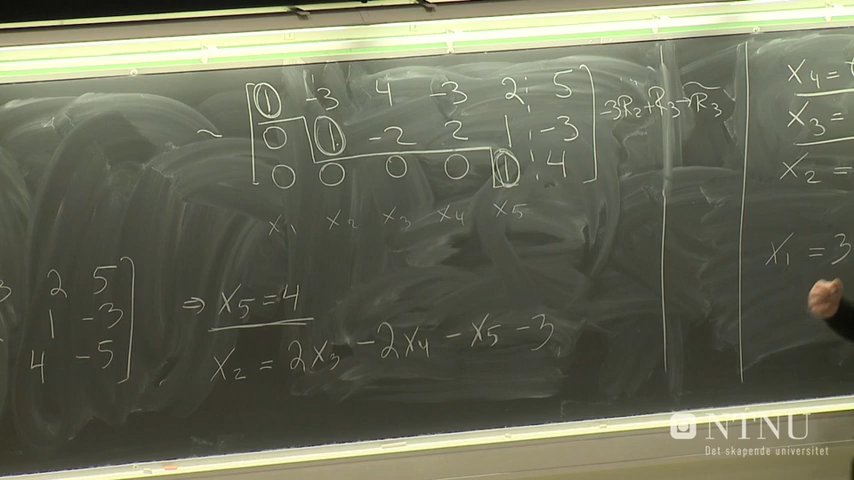 ~ [ 1 -3 4 -3 2 ¦ 5 ] -3R₂+R₃→R̃₃
0 1 -2 2 1 ¦ -3
0 0 0 0 1 ¦ 4
x₁ x₂ x₃ x₄ x₅
2 5
1 -3
4 -5
⇒ x₅ = 4
x₂ = 2x₃ - 2x₄ - x₅ - 3
x₄ =
x₃ =
x₂ =
x₁ = 3
NTNU
Det skapende universitet